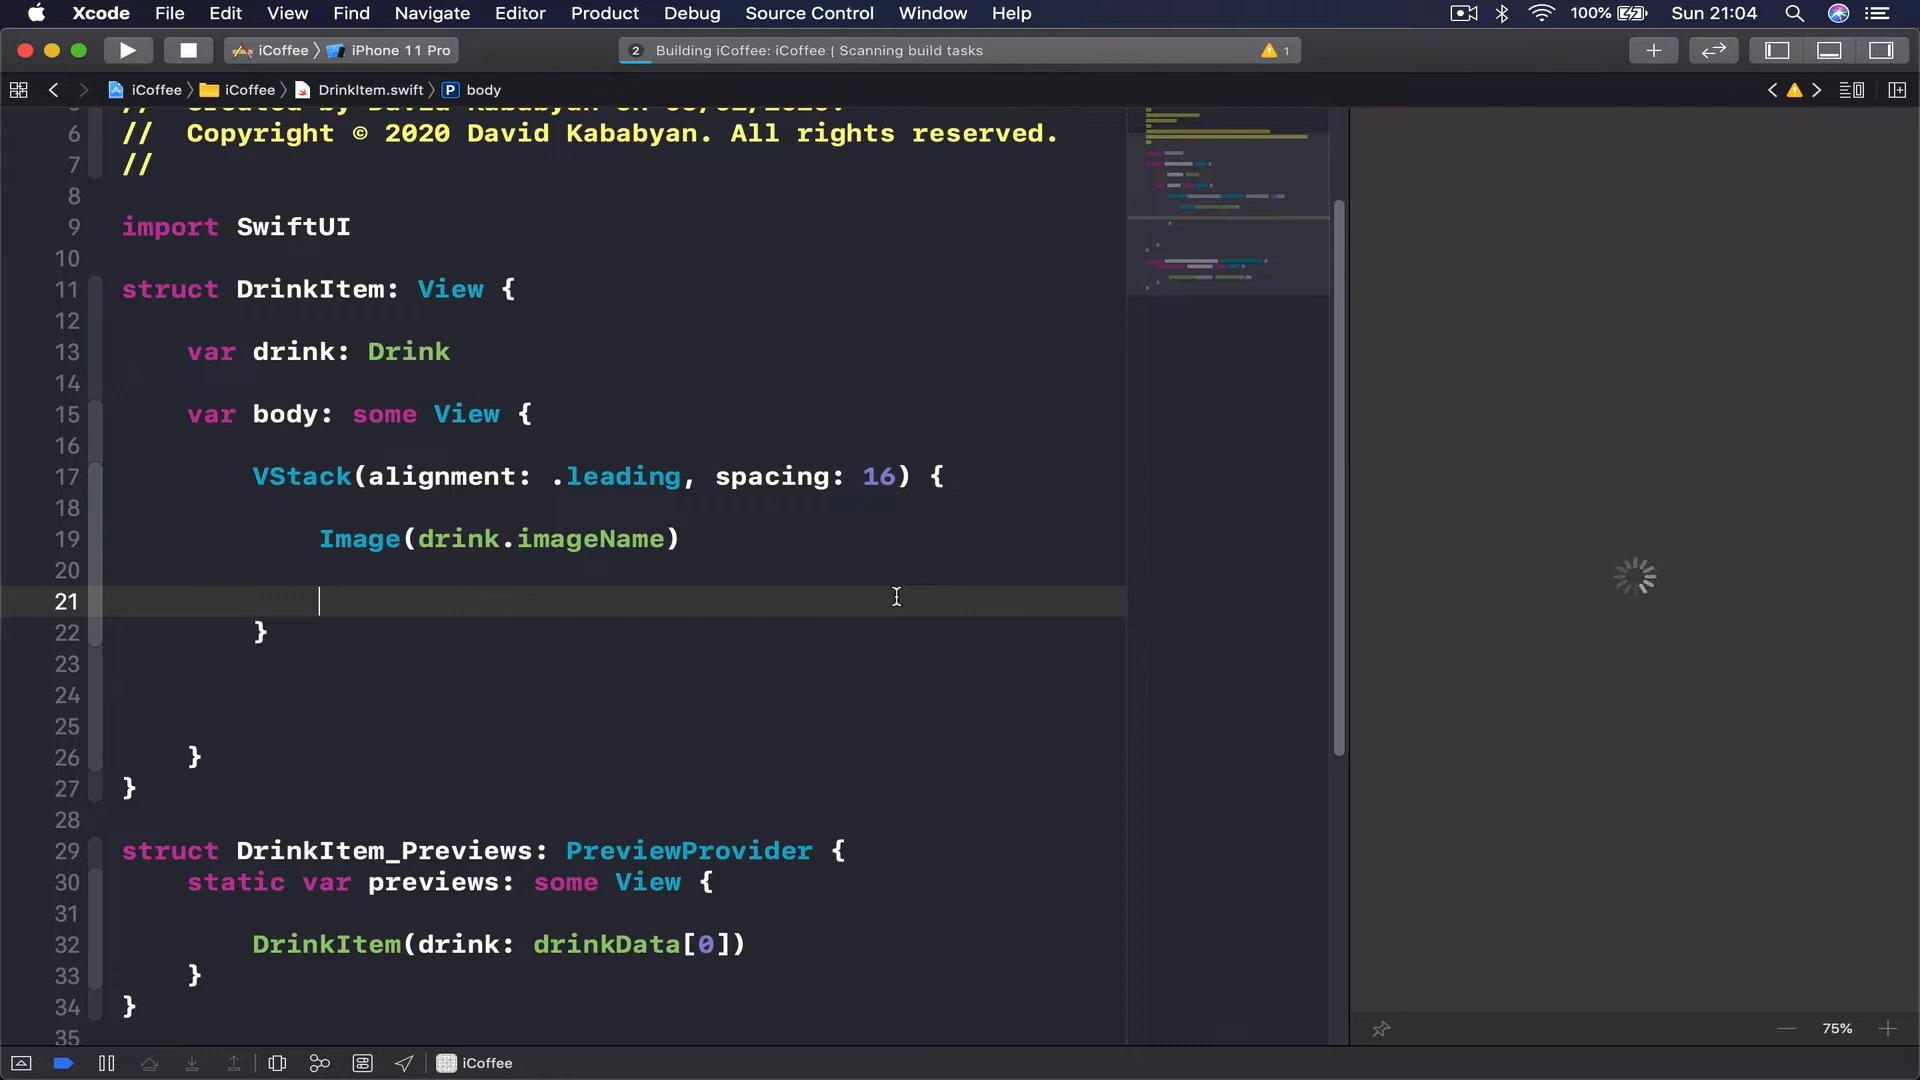 Xcode File Edit View Find Navigate Editor Product Debug Source Control Window Help 100% Sun 21:04
iCoffee iPhone 11 Pro 2 Building iCoffee: iCoffee | Scanning build tasks 1
iCoffee iCoffee DrinkItem.swift P body
6 // Copyright © 2020 David Kababyan. All rights reserved.
7 //
8
9 import SwiftUI
10
11 struct DrinkItem: View {
12
13 var drink: Drink
14
15 var body: some View {
16
17 VStack(alignment: .leading, spacing: 16) {
18
19 Image(drink.imageName)
20
21
22 }
23
24
25
26 }
27 }
28
29 struct DrinkItem_Previews: PreviewProvider {
30 static var previews: some View {
31
32 DrinkItem(drink: drinkData[0])
33 }
34 }
35
75%
iCoffee